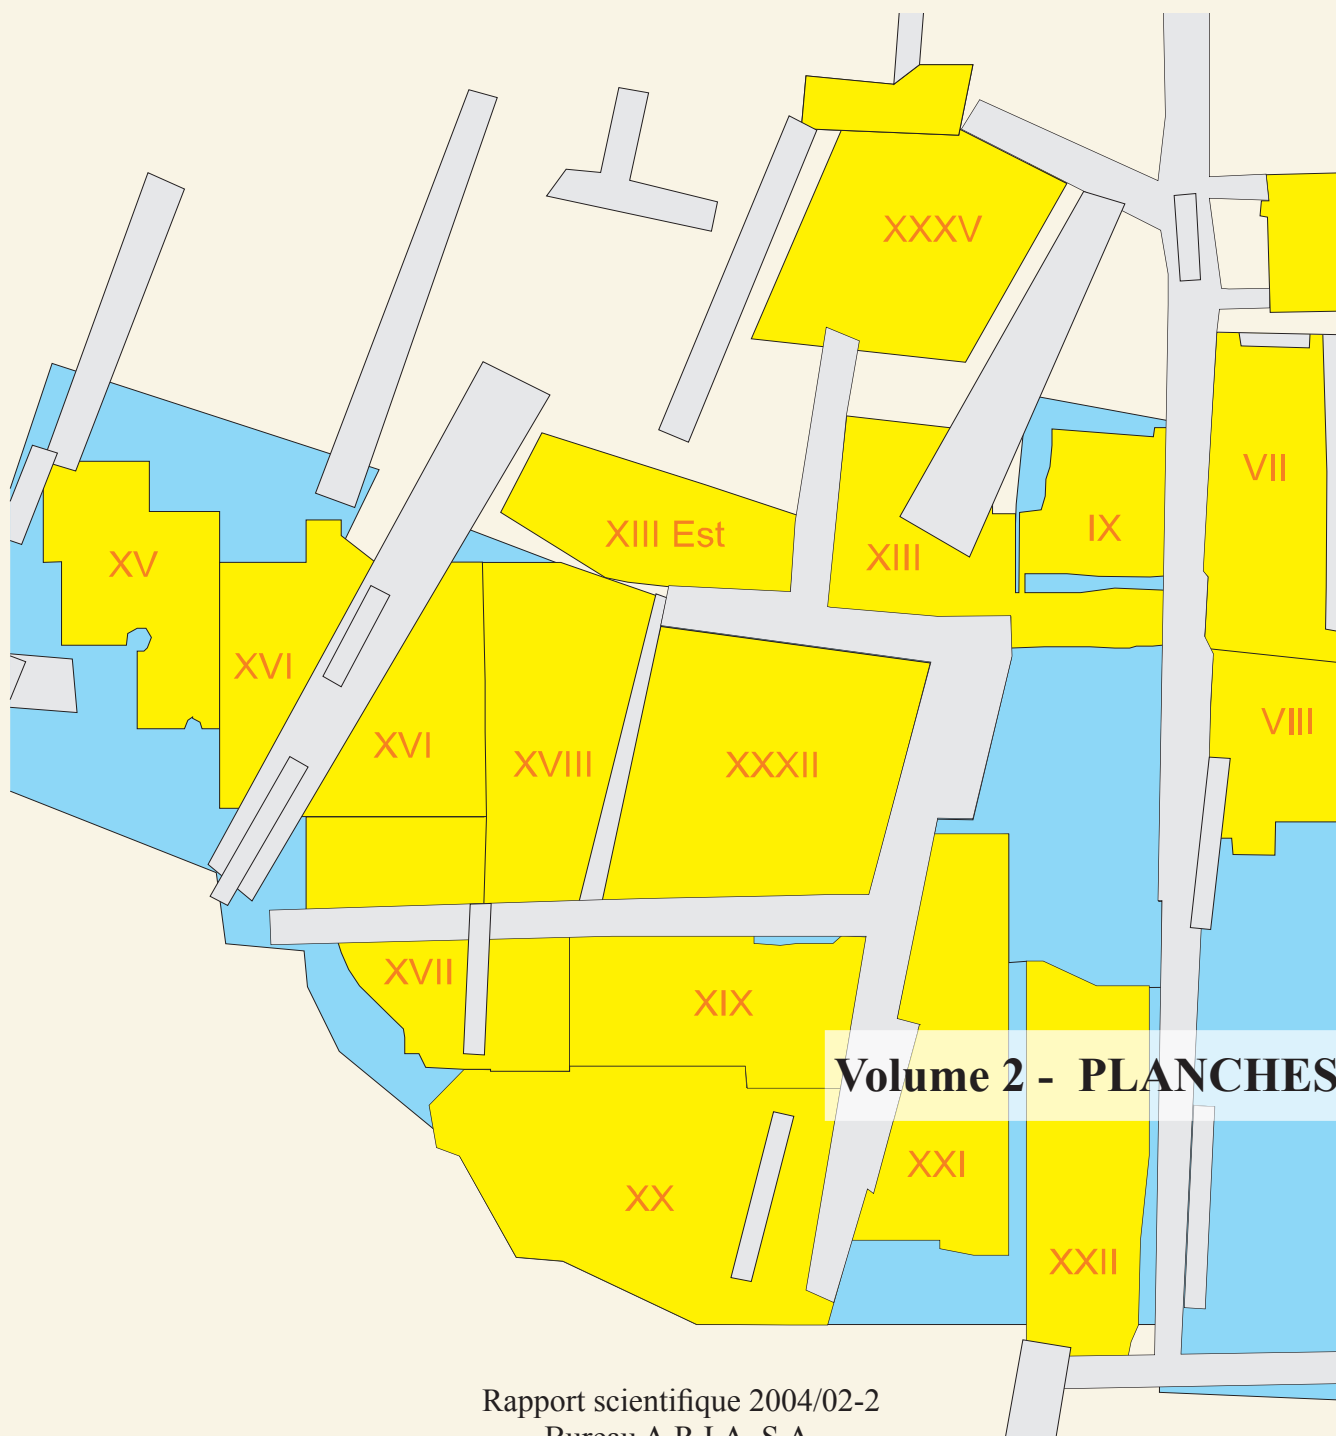 XXXV
VII
XIII Est
IX
XIII
XV
XVI
VIII
XVI
XVIII
XXXII
XVII
XIX
Volume 2 - PLANCHES
XXI
XX
XXII
Rapport scientifique 2004/02-2